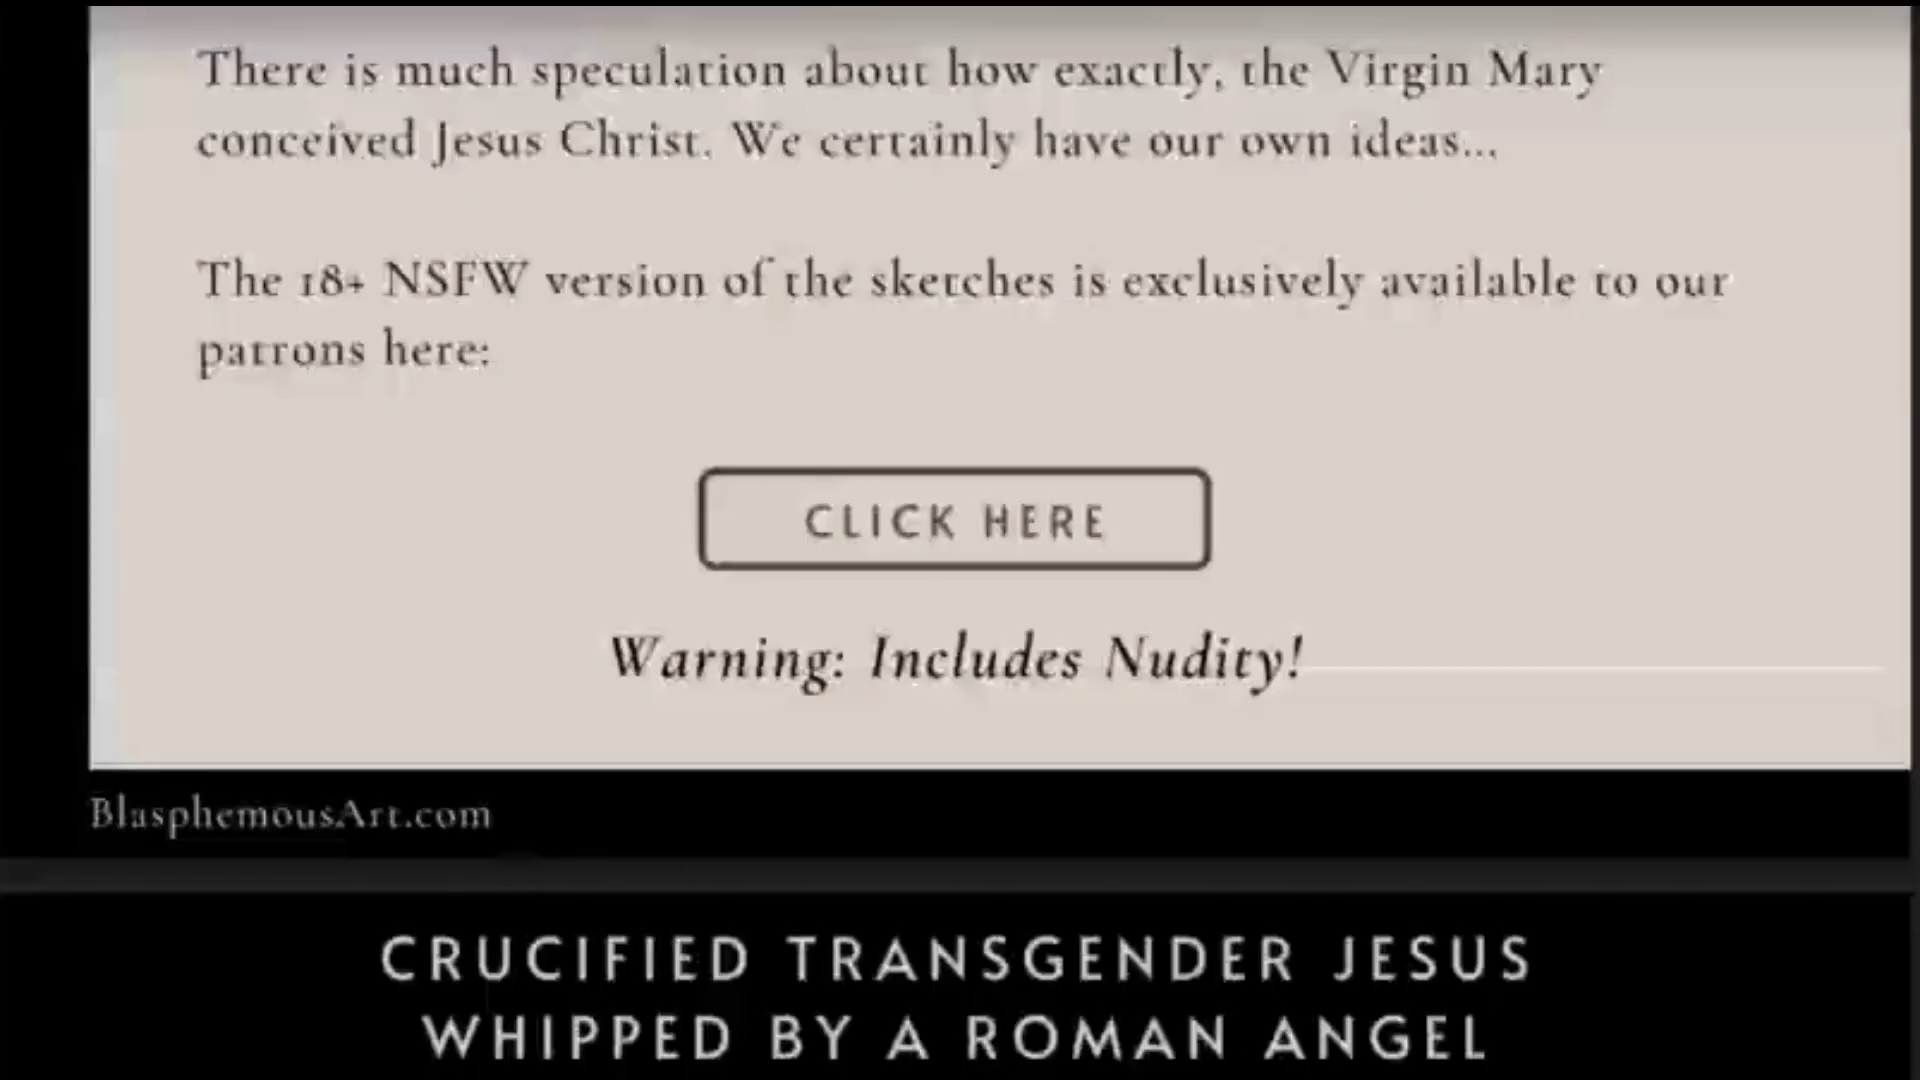 There is much speculation about how exactly, the Virgin Mary
conceived Jesus Christ. We certainly have our own ideas...
The 18+ NSFW version of the sketches is exclusively available to our
patrons here:
CLICK HERE
Warning: Includes Nudity!
BlasphemousArt.com
CRUCIFIED TRANSGENDER JESUS
WHIPPED BY A ROMAN ANGEL